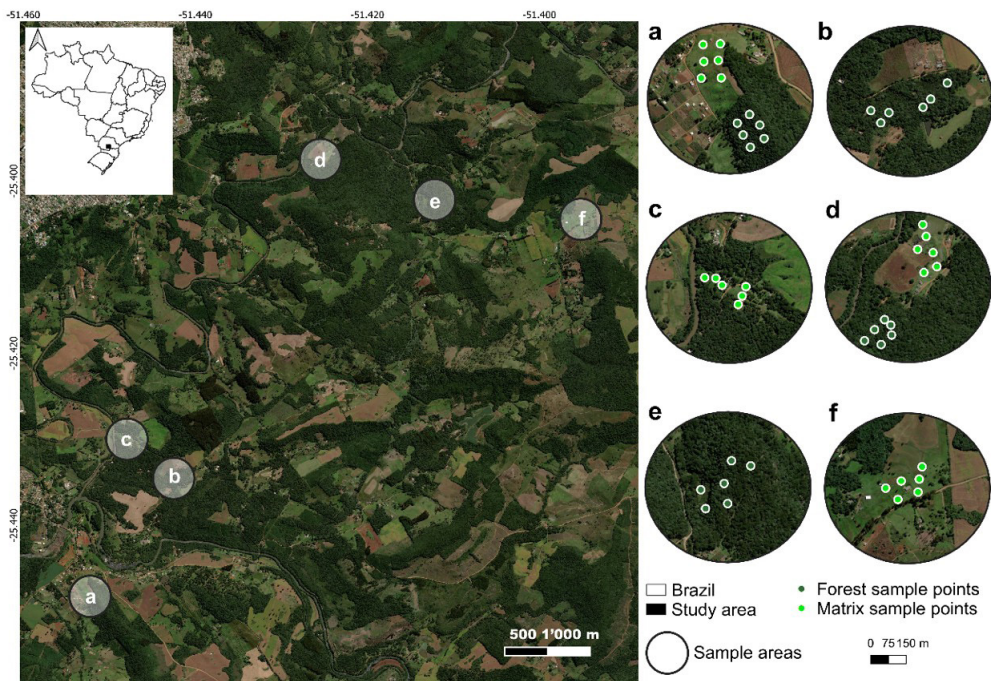 -51.460
-51.440
-51.420
-51.400
-25.400
-25.420
-25.440
d
e
f
c
b
a
500 1'000 m
a
b
c
d
e
f
Brazil
Study area
Sample areas
Forest sample points
Matrix sample points
0 75 150 m